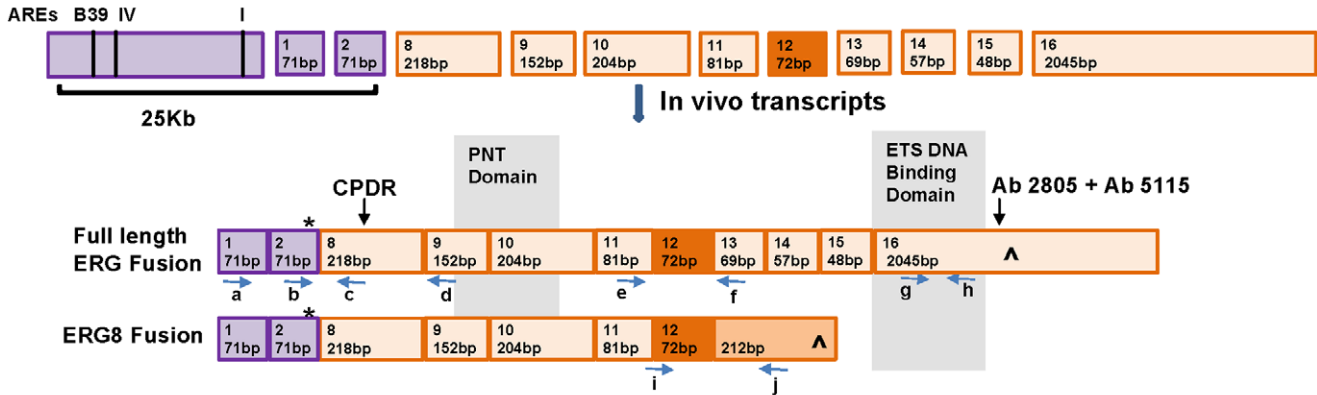 AREs B39 IV I
1 2 8 9 10 11 12 13 14 15 16
71bp 71bp 218bp 152bp 204bp 81bp 72bp 69bp 57bp 48bp 2045bp
25Kb
In vivo transcripts
PNT
Domain
ETS DNA
Binding
Domain
CPDR
Ab 2805 + Ab 5115
*
Full length
ERG Fusion
1 2 8 9 10 11 12 13 14 15 16
71bp 71bp 218bp 152bp 204bp 81bp 72bp 69bp 57bp 48bp 2045bp ^
a b c d e f g h
*
ERG8 Fusion
1 2 8 9 10 11 12
71bp 71bp 218bp 152bp 204bp 81bp 72bp 212bp ^
i j